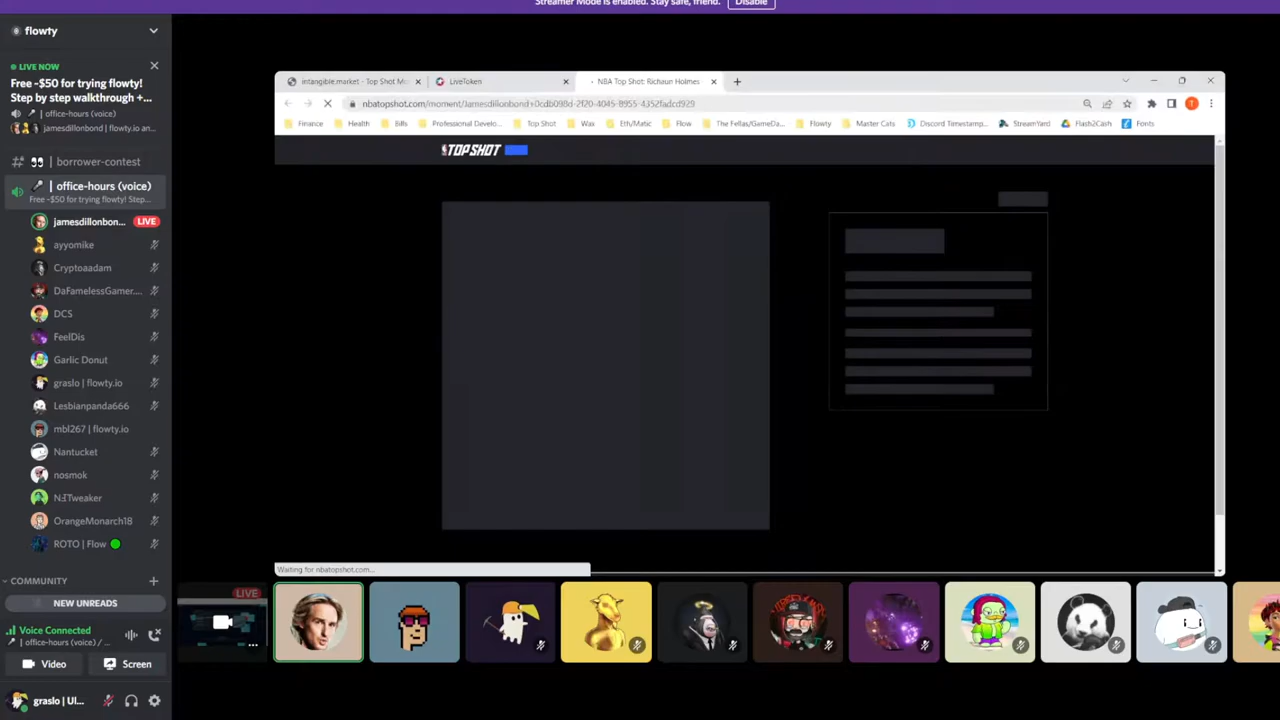 Streamer Mode is enabled. Stay safe, friend.
Disable
flowty
LIVE NOW
Free ~$50 for trying flowty!
Step by step walkthrough +...
office-hours (voice)
jamesdillonbond | flowty.io an...
borrower-contest
office-hours (voice)
Free ~$50 for trying flowty! Step...
jamesdillonbon...
LIVE
ayyomike
Cryptoaadam
DaFamelessGamer....
DCS
FeelDis
Garlic Donut
graslo | flowty.io
Lesbianpanda666
mbl267 | flowty.io
Nantucket
nosmok
OrangeMonarch18
ROTO | Flow
COMMUNITY
NEW UNREADS
Voice Connected
office-hours (voice)
Video
Screen
graslo | Ul...
intangible.market - Top Shot M
LiveToken
NBA Top Shot: Richaun Holmes
nbatopshot.com/moment/Jamesdillonbond+0cdb098d-2f20-4045-8955-4352fadcd929
Finance
Health
Bills
Professional Develo...
Top Shot
Wax
Eth/Matic
Flow
The Fellas/GameDa...
Flowty
Master Cats
Discord Timestamp...
StreamYard
Flash2Cash
Fonts
TOP SHOT
Waiting for nbatopshot.com...
LIVE